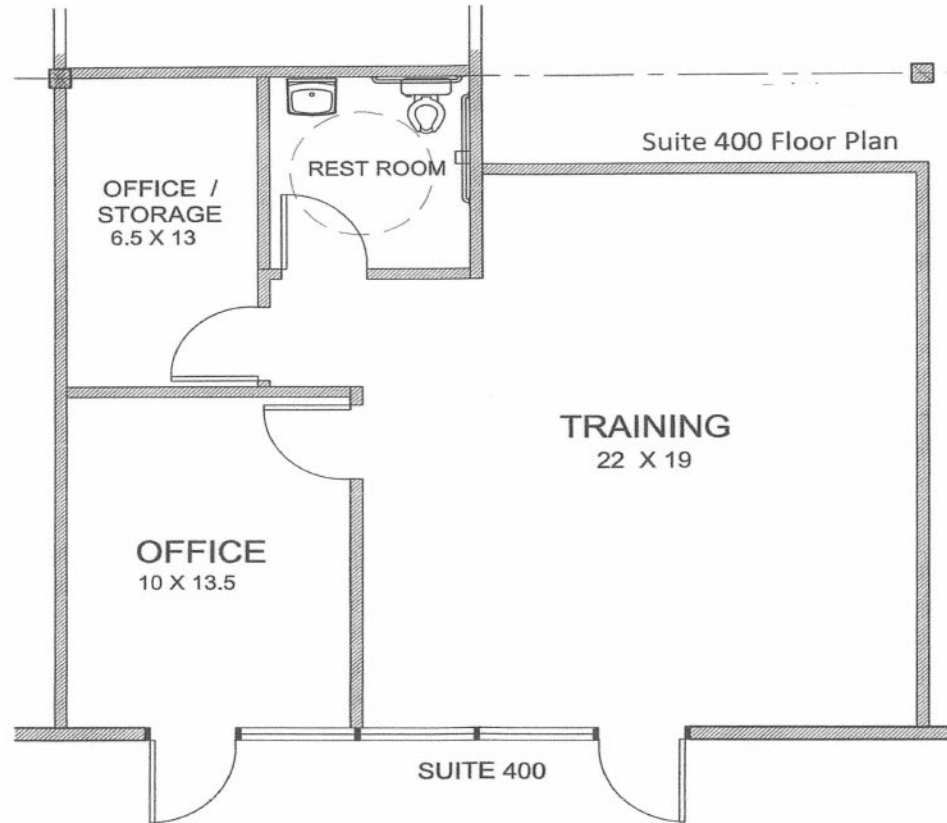 Suite 400 Floor Plan
REST ROOM
OFFICE /
STORAGE
6.5 X 13
TRAINING
22 X 19
OFFICE
10 X 13.5
SUITE 400